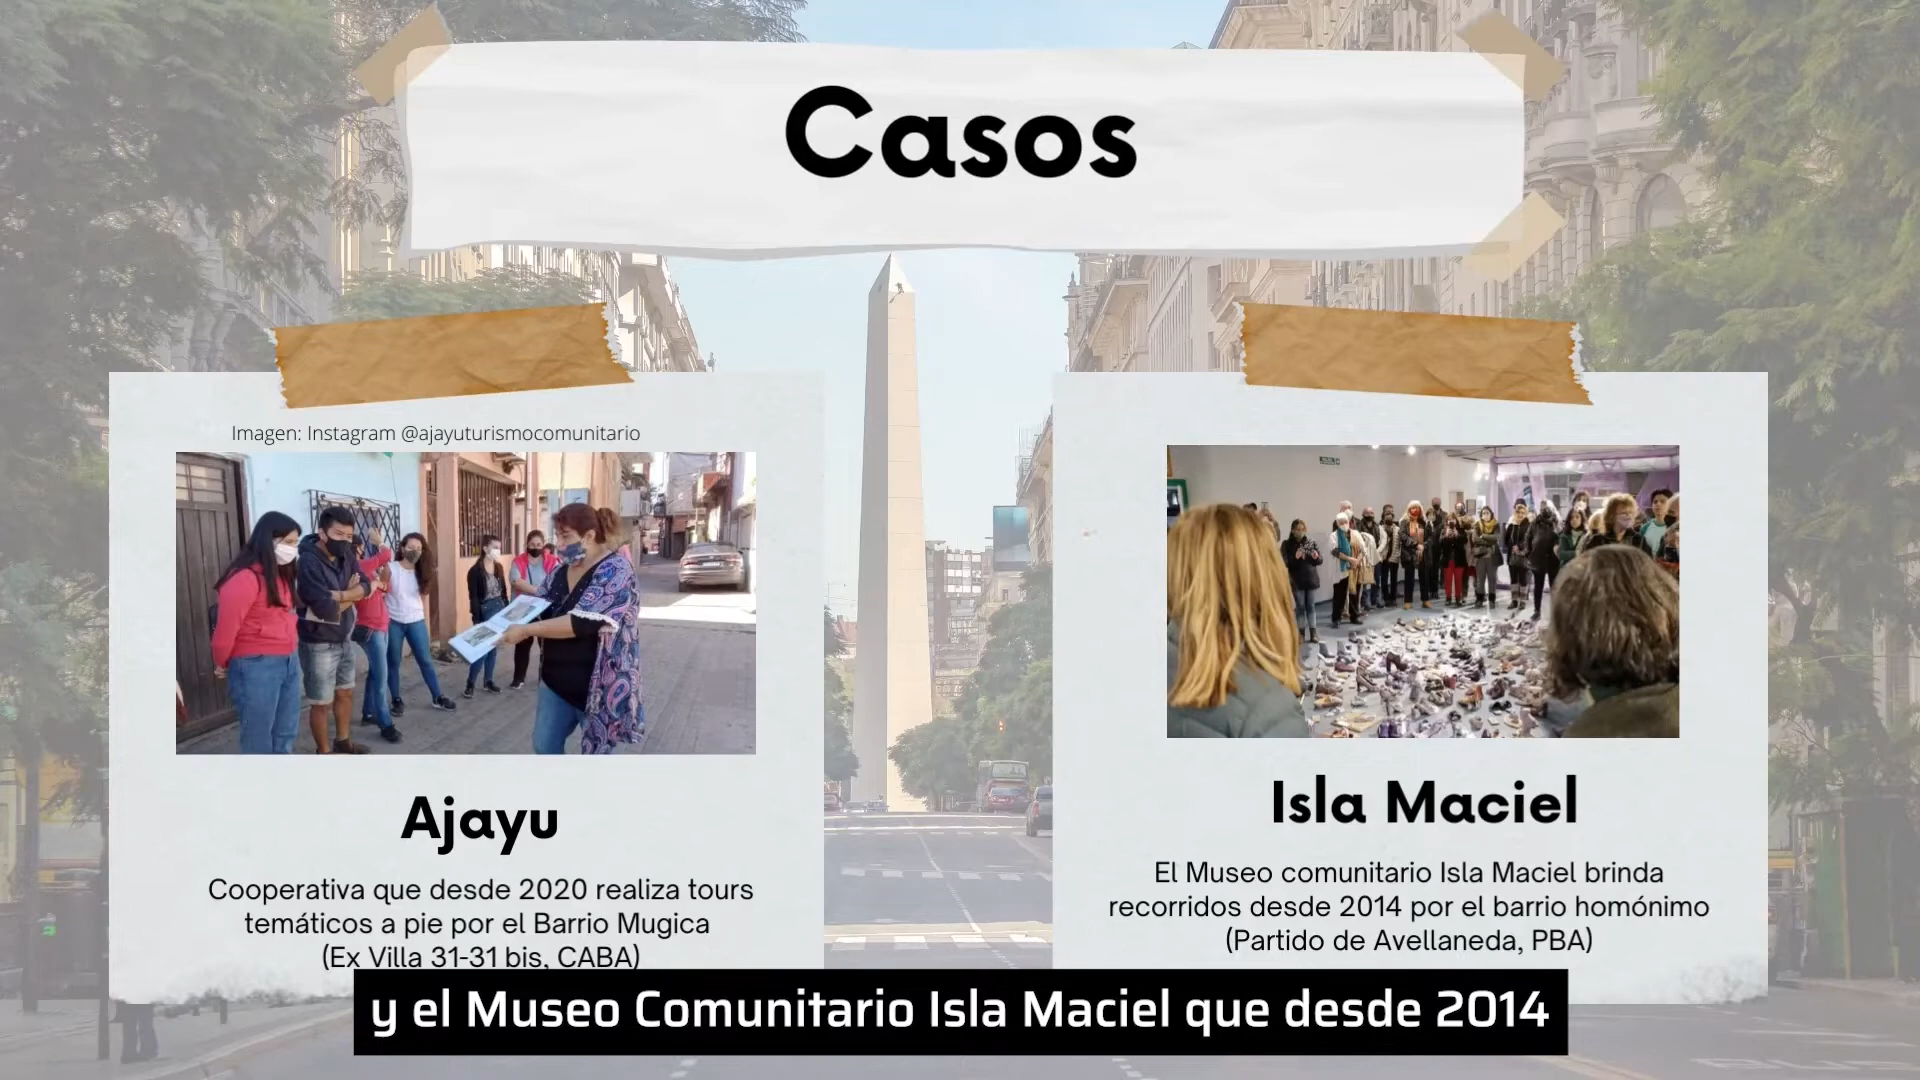 Casos
Imagen: Instagram @ajayuturismocomunitario
Ajayu
Cooperativa que desde 2020 realiza tours
temáticos a pie por el Barrio Mugica
(Ex Villa 31-31 bis, CABA)
Isla Maciel
El Museo comunitario Isla Maciel brinda
recorridos desde 2014 por el barrio homónimo
(Partido de Avellaneda, PBA)
y el Museo Comunitario Isla Maciel que desde 2014